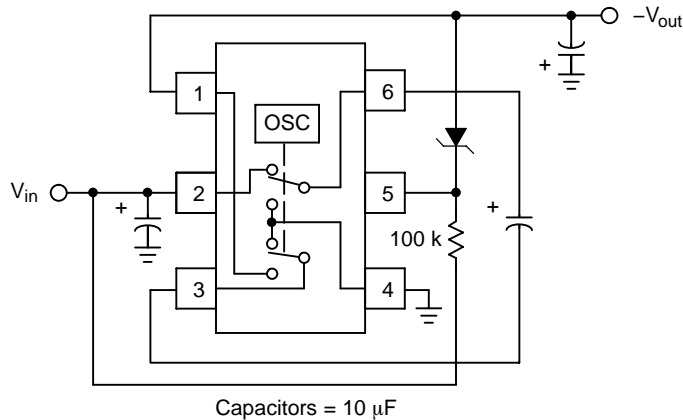 −Vout
+
1
6
OSC
Vin
2
5
+
+
100 k
3
4
Capacitors = 10 μF